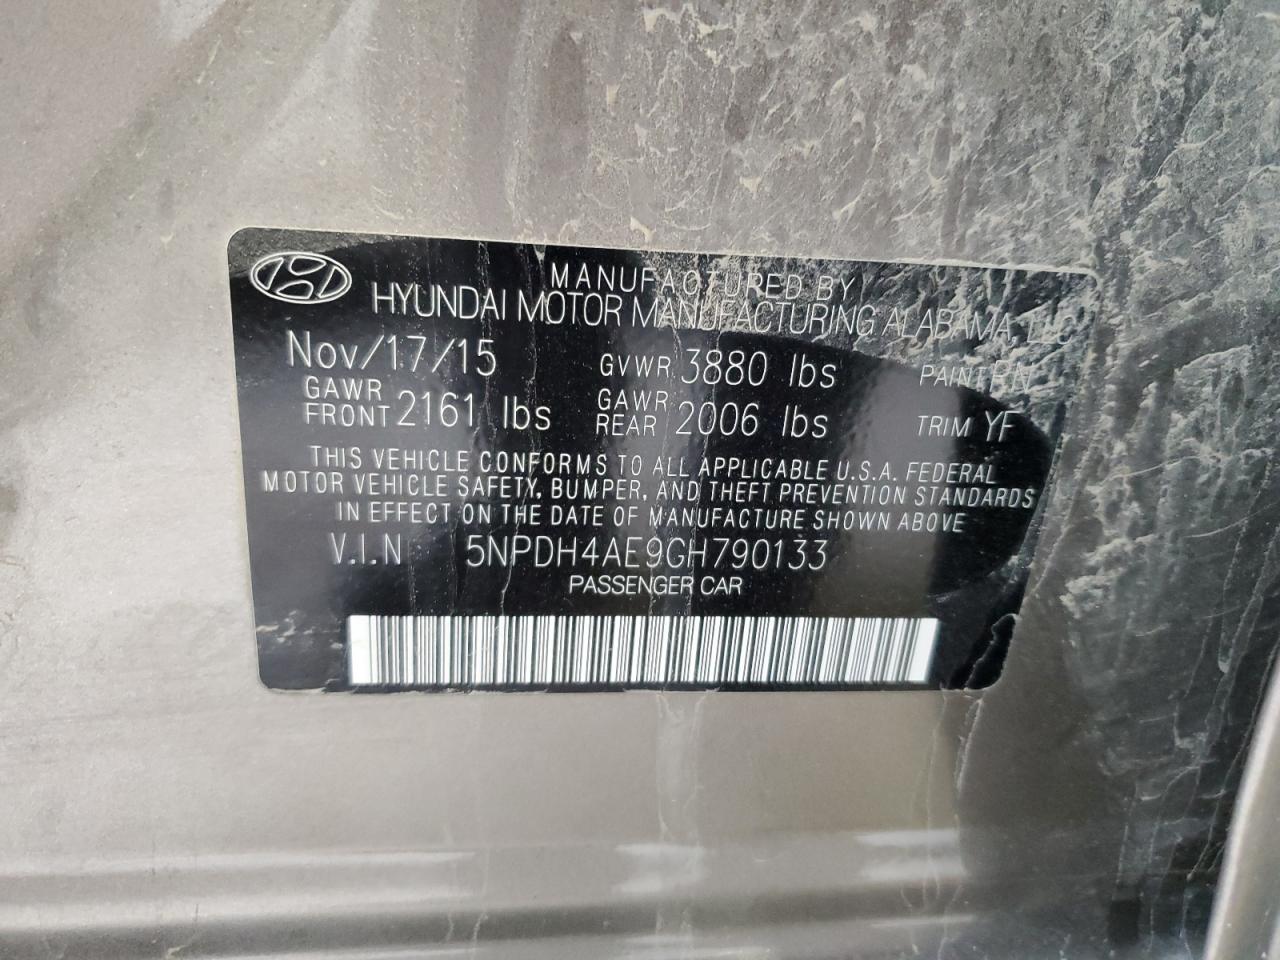 MANUFACTURED BY
HYUNDAI MOTOR MANUFACTURING ALABAMA, LLC
Nov/17/15 GVWR 3880 lbs PAINT RN
GAWR FRONT 2161 lbs GAWR REAR 2006 lbs TRIM YF
THIS VEHICLE CONFORMS TO ALL APPLICABLE U.S.A. FEDERAL
MOTOR VEHICLE SAFETY, BUMPER, AND THEFT PREVENTION STANDARDS
IN EFFECT ON THE DATE OF MANUFACTURE SHOWN ABOVE
V.I.N 5NPDH4AE9GH790133
PASSENGER CAR